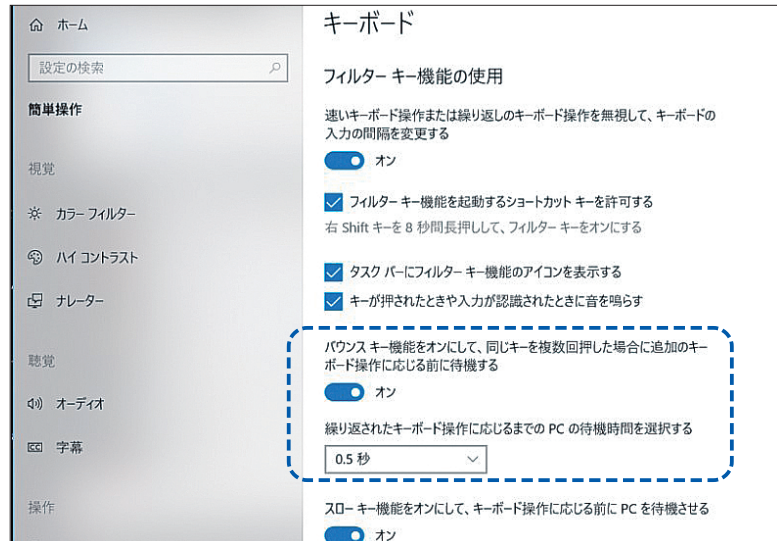 ホーム
設定の検索
簡単操作
視覚
カラー フィルター
ハイ コントラスト
ナレーター
聴覚
オーディオ
字幕
操作
キーボード
フィルター キー機能の使用
速いキーボード操作または繰り返しのキーボード操作を無視して、キーボードの
入力の間隔を変更する
オン
フィルター キー機能を起動するショートカット キーを許可する
右 Shift キーを 8 秒間長押しして、フィルター キーをオンにする
タスク バーにフィルター キー機能のアイコンを表示する
キーが押されたときや入力が認識されたときに音を鳴らす
バウンス キー機能をオンにして、同じキーを複数回押した場合に追加のキー
ボード操作に応じる前に待機する
オン
繰り返されたキーボード操作に応じるまでの PC の待機時間を選択する
0.5 秒
スロー キー機能をオンにして、キーボード操作に応じる前に PC を待機させる
オン